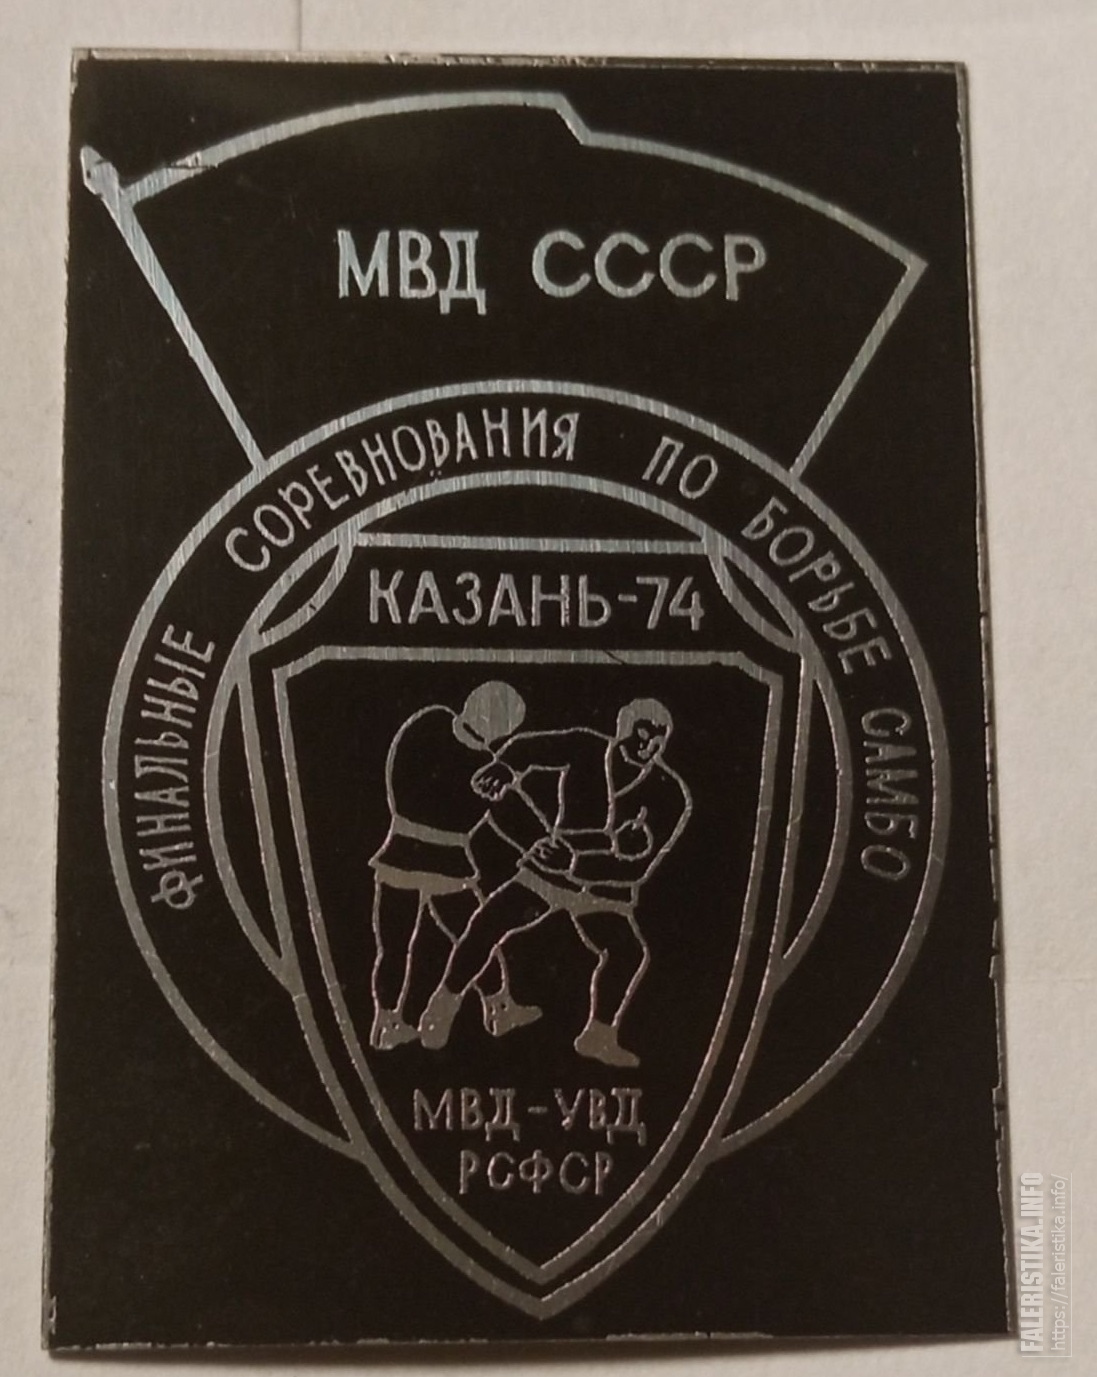 МВД СССР
ФИНАЛЬНЫЕ СОРЕВНОВАНИЯ ПО БОРЬБЕ САМБО
КАЗАНЬ-74
МВД-УВД
РСФСР
FALERISTIKA.INFO
https://faleristika.info/